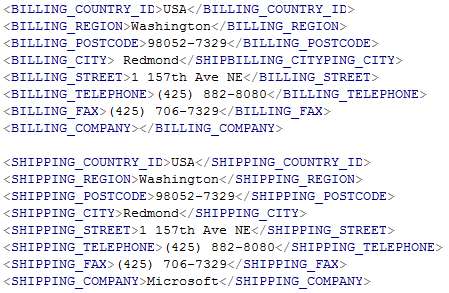 <BILLING_COUNTRY_ID>USA</BILLING_COUNTRY_ID>
<BILLING_REGION>Washington</BILLING_REGION>
<BILLING_POSTCODE>98052-7329</BILLING_POSTCODE>
<BILLING_CITY> Redmond</SHIPBILLING_CITYPING_CITY>
<BILLING_STREET>1 157th Ave NE</BILLING_STREET>
<BILLING_TELEPHONE>(425) 882-8080</BILLING_TELEPHONE>
<BILLING_FAX>(425) 706-7329</BILLING_FAX>
<BILLING_COMPANY></BILLING_COMPANY>

<SHIPPING_COUNTRY_ID>USA</SHIPPING_COUNTRY_ID>
<SHIPPING_REGION>Washington</SHIPPING_REGION>
<SHIPPING_POSTCODE>98052-7329</SHIPPING_POSTCODE>
<SHIPPING_CITY>Redmond</SHIPPING_CITY>
<SHIPPING_STREET>1 157th Ave NE</SHIPPING_STREET>
<SHIPPING_TELEPHONE>(425) 882-8080</SHIPPING_TELEPHONE>
<SHIPPING_FAX>(425) 706-7329</SHIPPING_FAX>
<SHIPPING_COMPANY>Microsoft</SHIPPING_COMPANY>